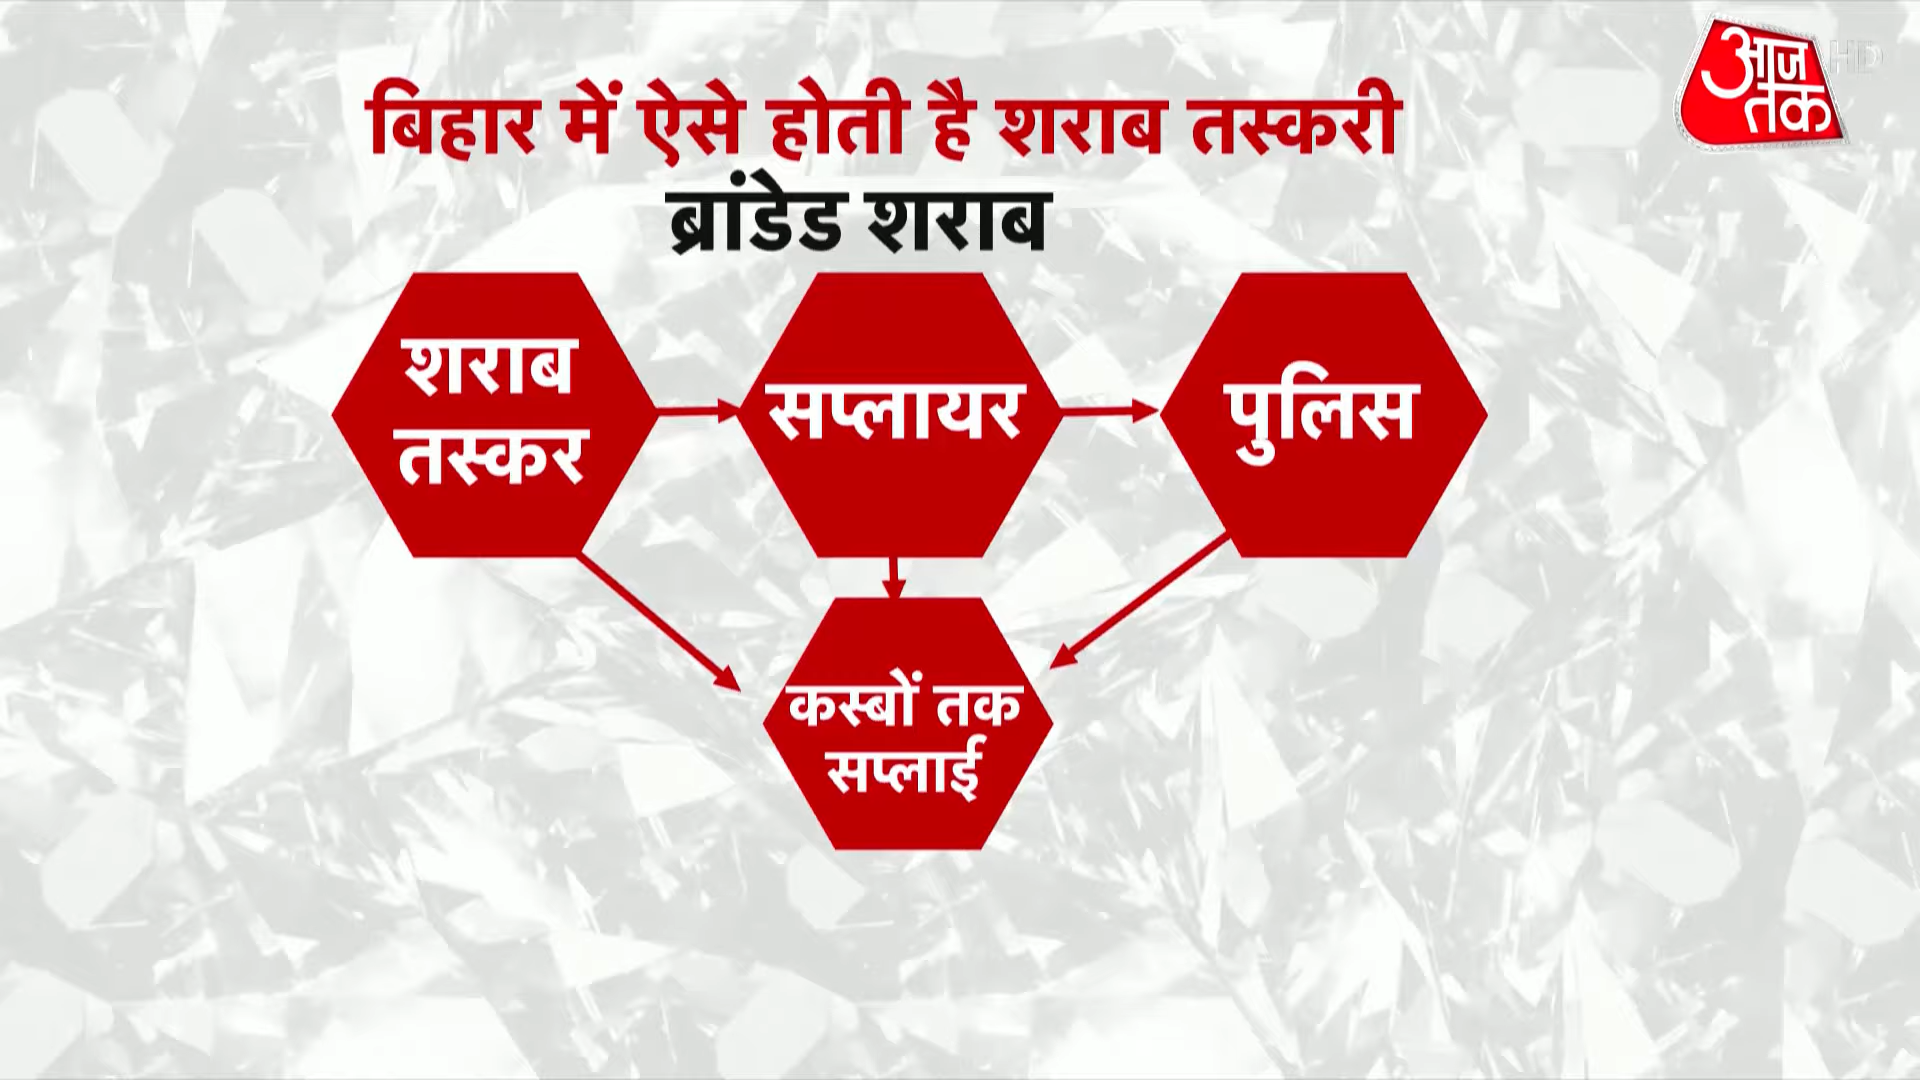 आज
तक
HD
बिहार में ऐसे होती है शराब तस्करी
ब्रांडेड शराब
शराब
तस्कर
सप्लायर
पुलिस
कस्बों तक
सप्लाई